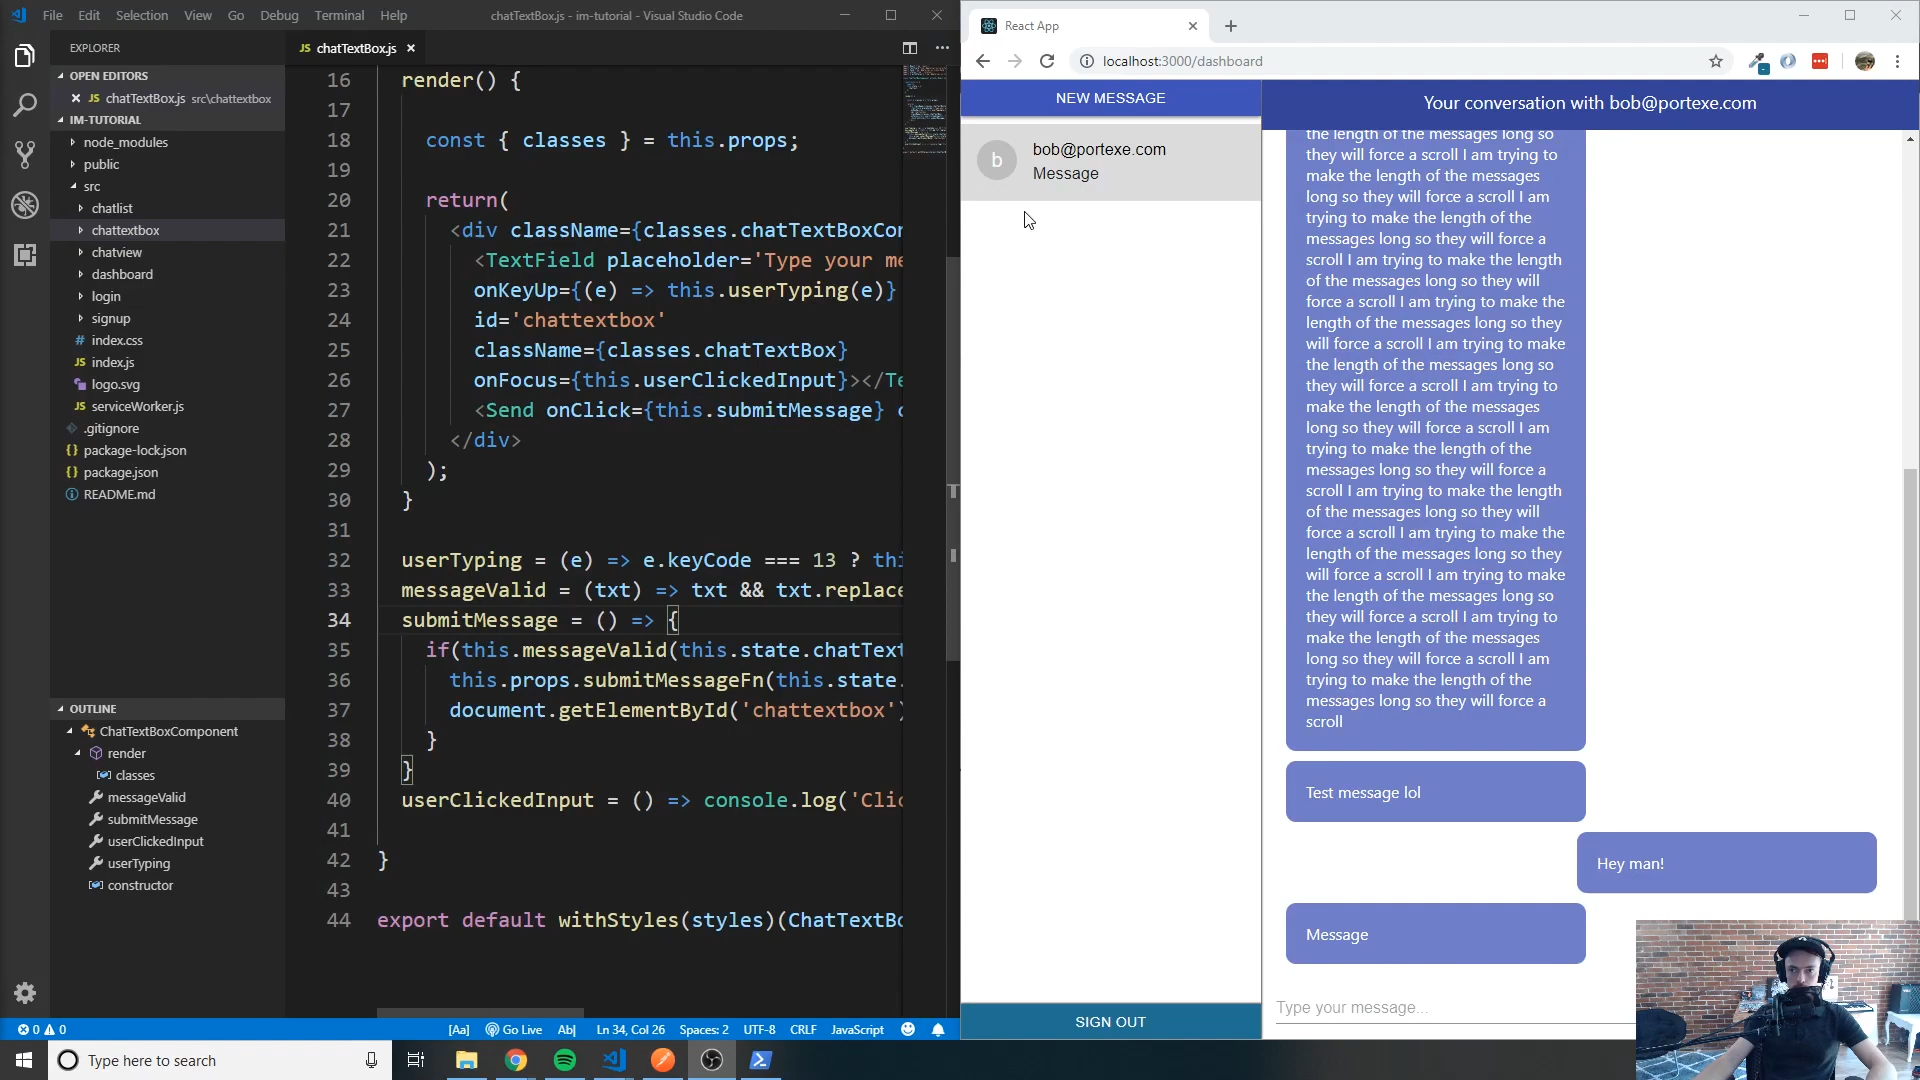 File Edit Selection View Go Debug Terminal Help
chatTextBox.js - im-tutorial - Visual Studio Code
EXPLORER
OPEN EDITORS
JS chatTextBox.js src\chattextbox
IM-TUTORIAL
node_modules
public
src
chatlist
chattextbox
chatview
dashboard
login
signup
# index.css
JS index.js
logo.svg
JS serviceWorker.js
.gitignore
{} package-lock.json
{} package.json
README.md
OUTLINE
ChatTextBoxComponent
render
classes
messageValid
submitMessage
userClickedInput
userTyping
constructor
JS chatTextBox.js
16 render() {
17
18 const { classes } = this.props;
19
20 return(
21 <div className={classes.chatTextBoxCon
22 <TextField placeholder='Type your me
23 onKeyUp={(e) => this.userTyping(e)}
24 id='chattextbox'
25 className={classes.chatTextBox}
26 onFocus={this.userClickedInput}></Te
27 <Send onClick={this.submitMessage} c
28 </div>
29 );
30 }
31
32 userTyping = (e) => e.keyCode === 13 ? thi
33 messageValid = (txt) => txt && txt.replace
34 submitMessage = () => {
35 if(this.messageValid(this.state.chatText
36 this.props.submitMessageFn(this.state.
37 document.getElementById('chattextbox')
38 }
39 }
40 userClickedInput = () => console.log('Clic
41
42 }
43
44 export default withStyles(styles)(ChatTextBo
0 0
[Aa] Go Live Ab| Ln 34, Col 26 Spaces: 2 UTF-8 CRLF JavaScript
Type here to search
React App
localhost:3000/dashboard
NEW MESSAGE
b
bob@portexe.com
Message
SIGN OUT
Your conversation with bob@portexe.com
the length of the messages long so
they will force a scroll I am trying to
make the length of the messages
long so they will force a scroll I am
trying to make the length of the
messages long so they will force a
scroll I am trying to make the length
of the messages long so they will
force a scroll I am trying to make the
length of the messages long so they
will force a scroll I am trying to make
the length of the messages long so
they will force a scroll I am trying to
make the length of the messages
long so they will force a scroll I am
trying to make the length of the
messages long so they will force a
scroll I am trying to make the length
of the messages long so they will
force a scroll I am trying to make the
length of the messages long so they
will force a scroll I am trying to make
the length of the messages long so
they will force a scroll I am trying to
make the length of the messages
long so they will force a scroll I am
trying to make the length of the
messages long so they will force a
scroll
Test message lol
Hey man!
Message
Type your message...